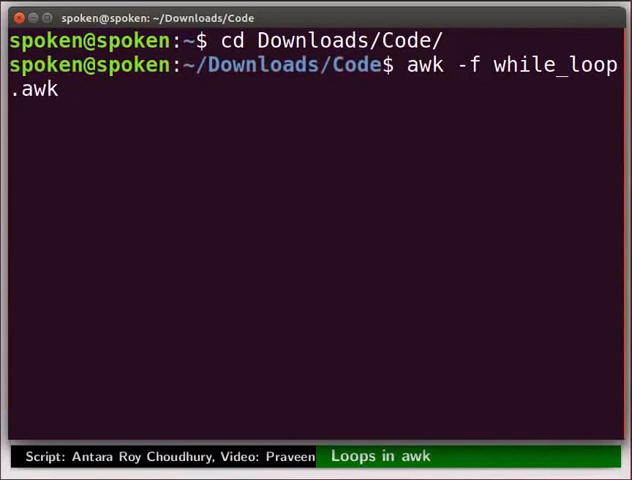 spoken@spoken: ~/Downloads/Code
spoken@spoken:~$ cd Downloads/Code/
spoken@spoken:~/Downloads/Code$ awk -f while_loop
.awk
Script: Antara Roy Choudhury, Video: Praveen
Loops in awk